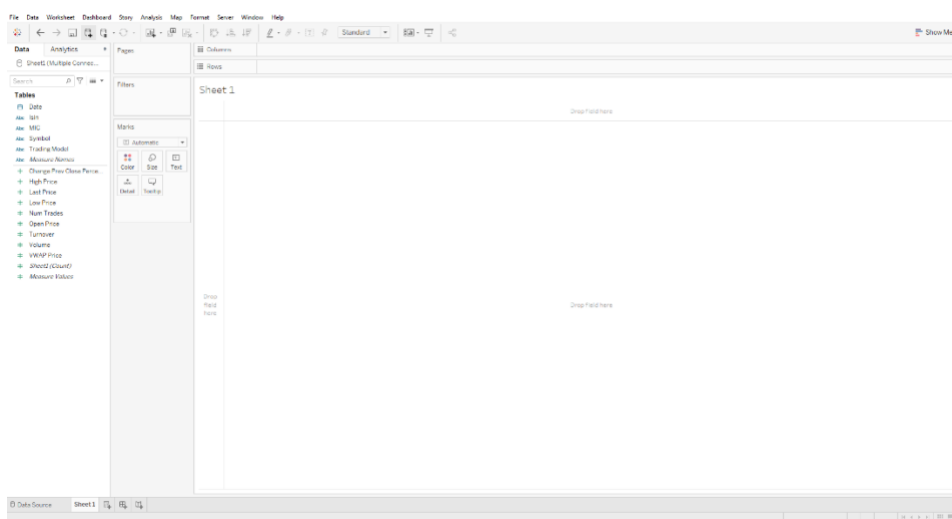 File Data Worksheet Dashboard Story Analysis Map Format Server Window Help
Standard
Show Me
Data Analytics
Sheet1 (Multiple Connec...
Search
Tables
Date
ISIN
MIC
Symbol
Trading Model
Measure Names
Change Prev Close Perce...
High Price
Last Price
Low Price
Num Trades
Open Price
Turnover
Volume
VWAP Price
Sheet1 (Count)
Measure Values
Pages
Filters
Marks
Automatic
Color Size Text
Detail Tooltip
Columns
Rows
Sheet 1
Drop field here
Drop
field
here
Drop field here
Data Source Sheet 1